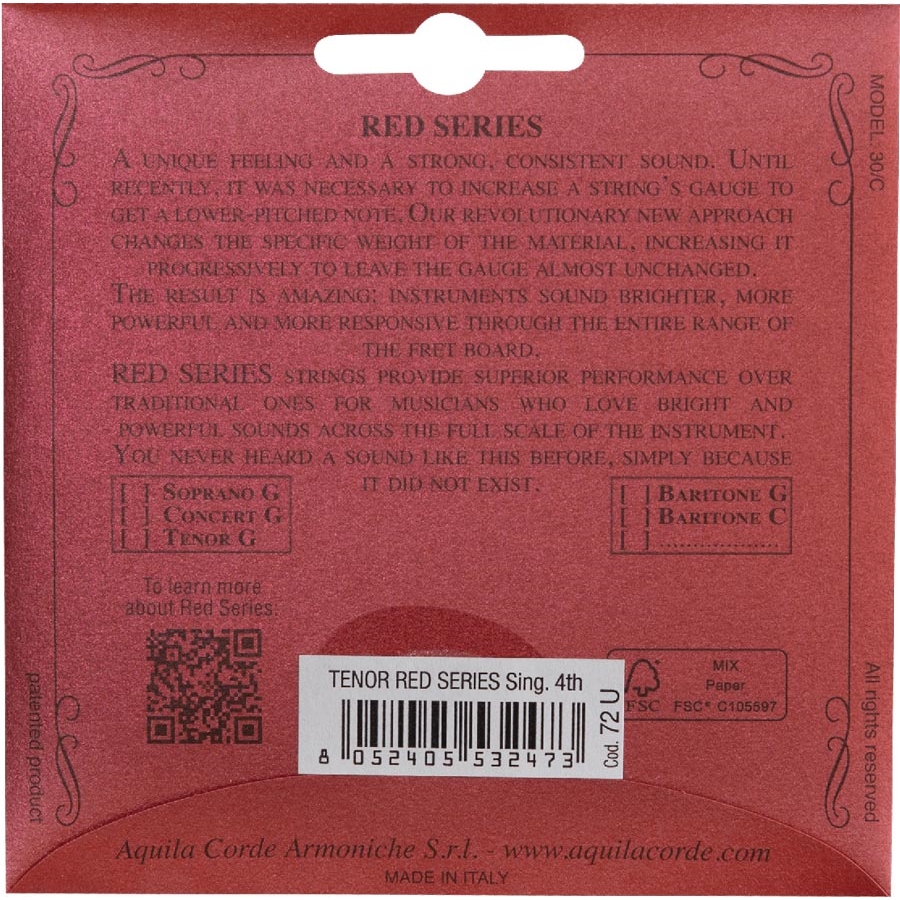 RED SERIES
A UNIQUE FEELING AND A STRONG, CONSISTENT SOUND. UNTIL
RECENTLY, IT WAS NECESSARY TO INCREASE A STRING'S GAUGE TO
GET A LOWER-PITCHED NOTE. OUR REVOLUTIONARY NEW APPROACH
CHANGES THE SPECIFIC WEIGHT OF THE MATERIAL, INCREASING IT
PROGRESSIVELY TO LEAVE THE GAUGE ALMOST UNCHANGED.
THE RESULT IS AMAZING: INSTRUMENTS SOUND BRIGHTER, MORE
POWERFUL AND MORE RESPONSIVE THROUGH THE ENTIRE RANGE OF
THE FRET BOARD.
RED SERIES STRINGS PROVIDE SUPERIOR PERFORMANCE OVER
TRADITIONAL ONES FOR MUSICIANS WHO LOVE BRIGHT AND
POWERFUL SOUNDS ACROSS THE FULL SCALE OF THE INSTRUMENT.
YOU NEVER HEARD A SOUND LIKE THIS BEFORE, SIMPLY BECAUSE
IT DID NOT EXIST.
[ ] SOPRANO G
[ ] CONCERT G
[ ] TENOR G
[ ] BARITONE G
[ ] BARITONE C
[ ] ..................
To learn more
about Red Series:
TENOR RED SERIES Sing. 4th
8 052405 532473
Cod. 72 U
FSC
MIX
Paper
FSC® C105597
MODEL 30/C
patented product
All rights reserved
Aquila Corde Armoniche S.r.l. - www.aquilacorde.com
MADE IN ITALY